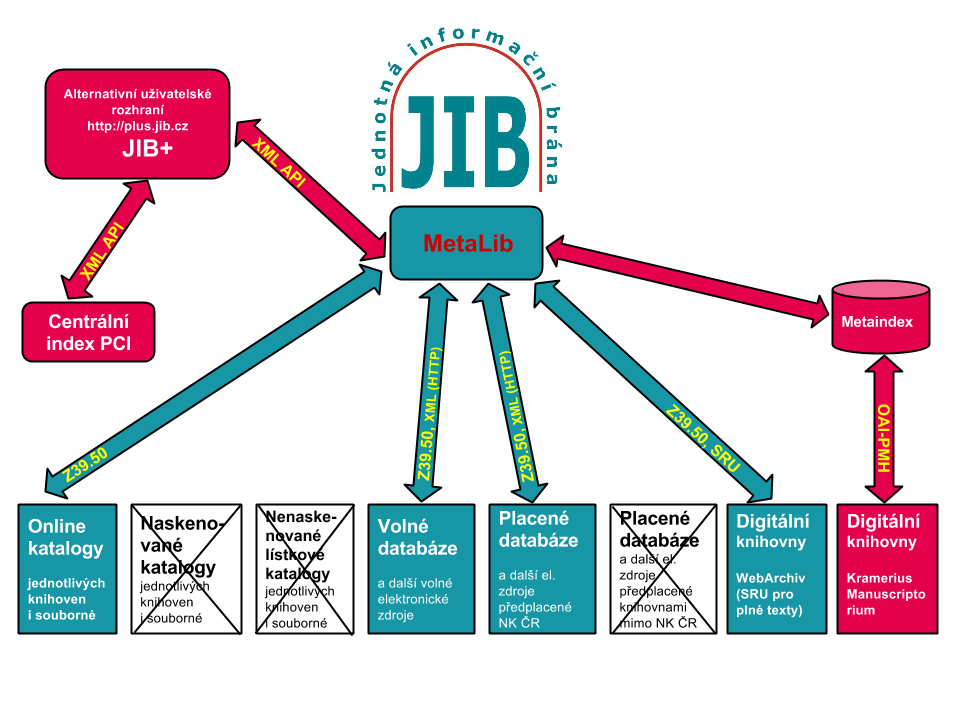 Jednotná informační brána
JIB
Alternativní uživatelské
rozhraní
http://plus.jib.cz
JIB+
XML API
XML API
MetaLib
Centrální
index PCI
Metaindex
Z39.50
Z39.50, XML (HTTP)
Z39.50, XML (HTTP)
Z39.50, SRU
OAI-PMH
Online
katalogy
jednotlivých
knihoven
i souborné
Naskeno-
vané
katalogy
jednotlivých
knihoven
i souborné
Nenaske-
nované
lístkové
katalogy
jednotlivých
knihoven
i souborné
Volné
databáze
a další volné
elektronické
zdroje
Placené
databáze
a další el.
zdroje
předplacené
NK ČR
Placené
databáze
a další el.
zdroje
předplacené
knihovnami
mimo NK ČR
Digitální
knihovny
WebArchiv
(SRU pro
plné texty)
Digitální
knihovny
Kramerius
Manuscripto
rium